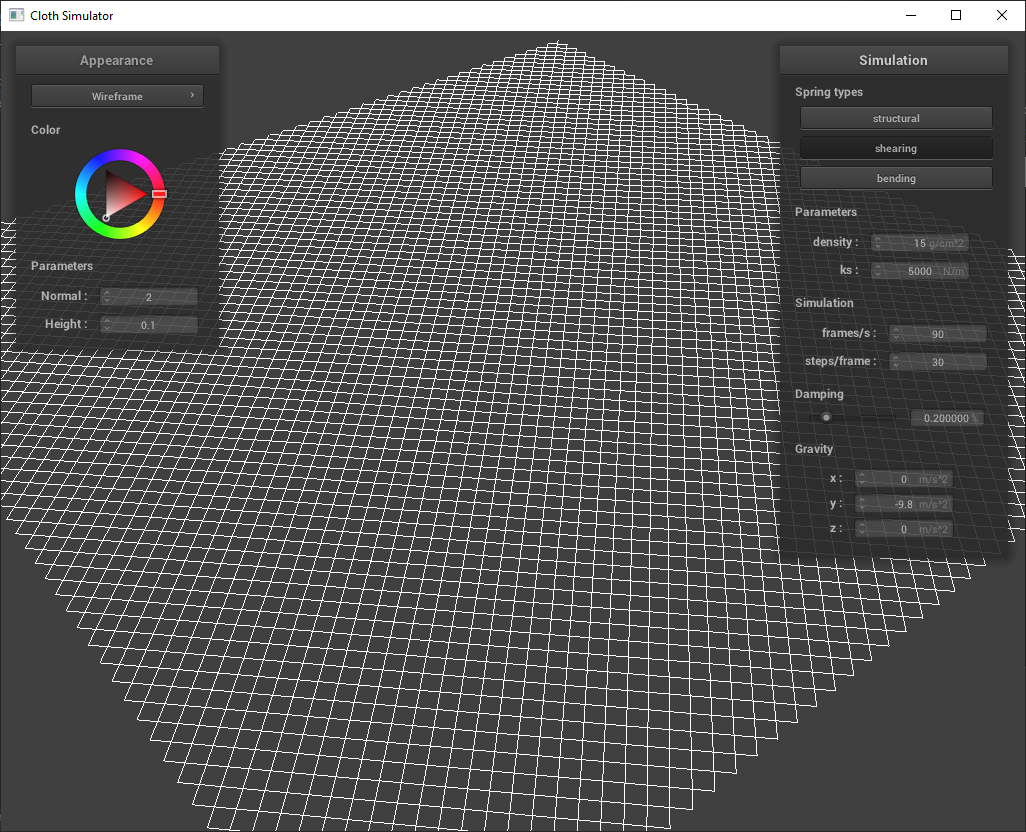 Cloth Simulator
Appearance
Wireframe
Color
Parameters
Normal : 2
Height : 0.1
Simulation
Spring types
structural
shearing
bending
Parameters
density : 15 g/cm^2
ks : 5000 N/m
Simulation
frames/s : 90
steps/frame : 30
Damping
0.200000 %
Gravity
x : 0 m/s^2
y : -9.8 m/s^2
z : 0 m/s^2